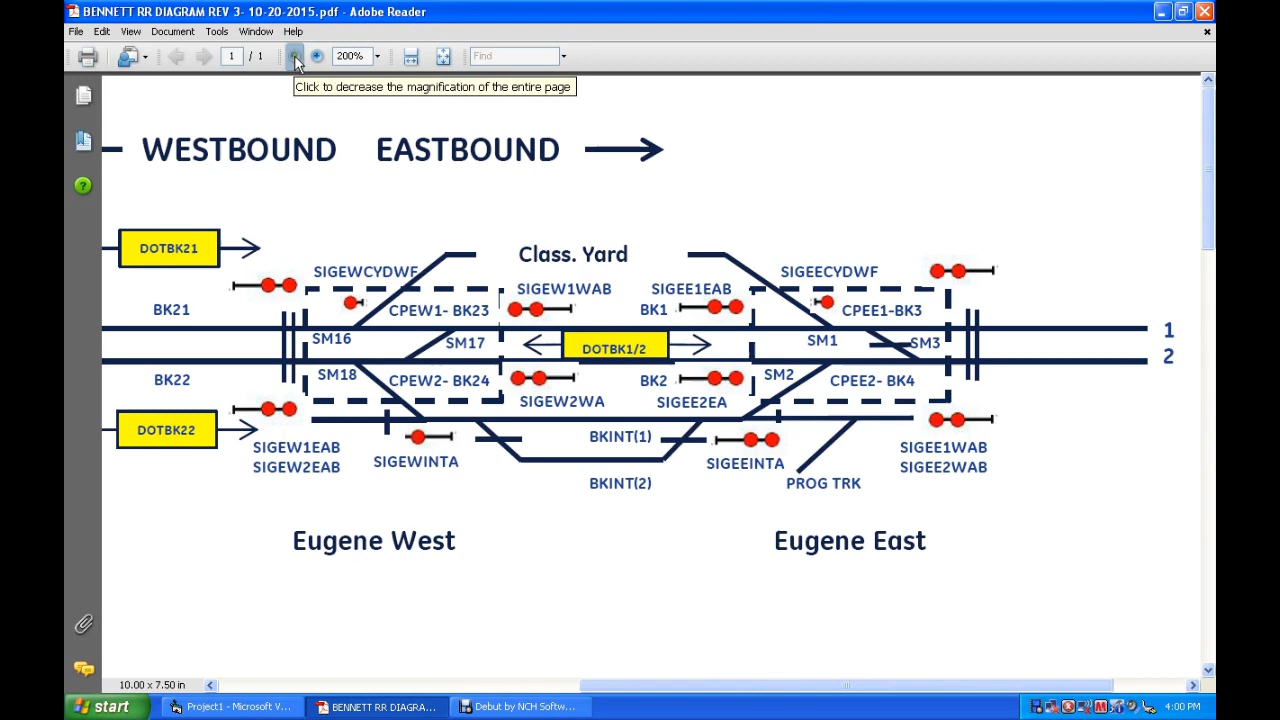 BENNETT RR DIAGRAM REV 3- 10-20-2015.pdf - Adobe Reader
File Edit View Document Tools Window Help
1 / 1 200% Find
Click to decrease the magnification of the entire page
WESTBOUND EASTBOUND
DOTBK21
Class. Yard
SIGEWCYDWF
SIGEECYDWF
SIGEW1WAB
SIGEE1EAB
BK21
CPEW1- BK23
BK1
CPEE1-BK3
1
SM16
SM17
DOTBK1/2
SM1
SM3
2
BK22
SM18
CPEW2- BK24
BK2
SM2
CPEE2- BK4
SIGEW2WA
SIGEE2EA
DOTBK22
SIGEW1EAB
SIGEW2EAB
SIGEWINTA
BKINT(1)
SIGEEINTA
SIGEE1WAB
SIGEE2WAB
BKINT(2)
PROG TRK
Eugene West
Eugene East
10.00 x 7.50 in
start
Project1 - Microsoft V...
BENNETT RR DIAGRA...
Debut by NCH Softw...
4:00 PM